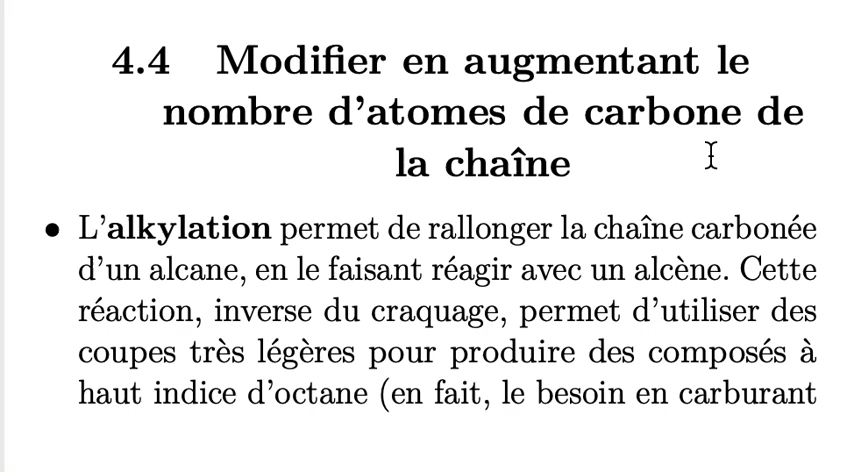 4.4 Modifier en augmentant le
nombre d'atomes de carbone de
la chaîne
• L'alkylation permet de rallonger la chaîne carbonée
d'un alcane, en le faisant réagir avec un alcène. Cette
réaction, inverse du craquage, permet d'utiliser des
coupes très légères pour produire des composés à
haut indice d'octane (en fait, le besoin en carburant